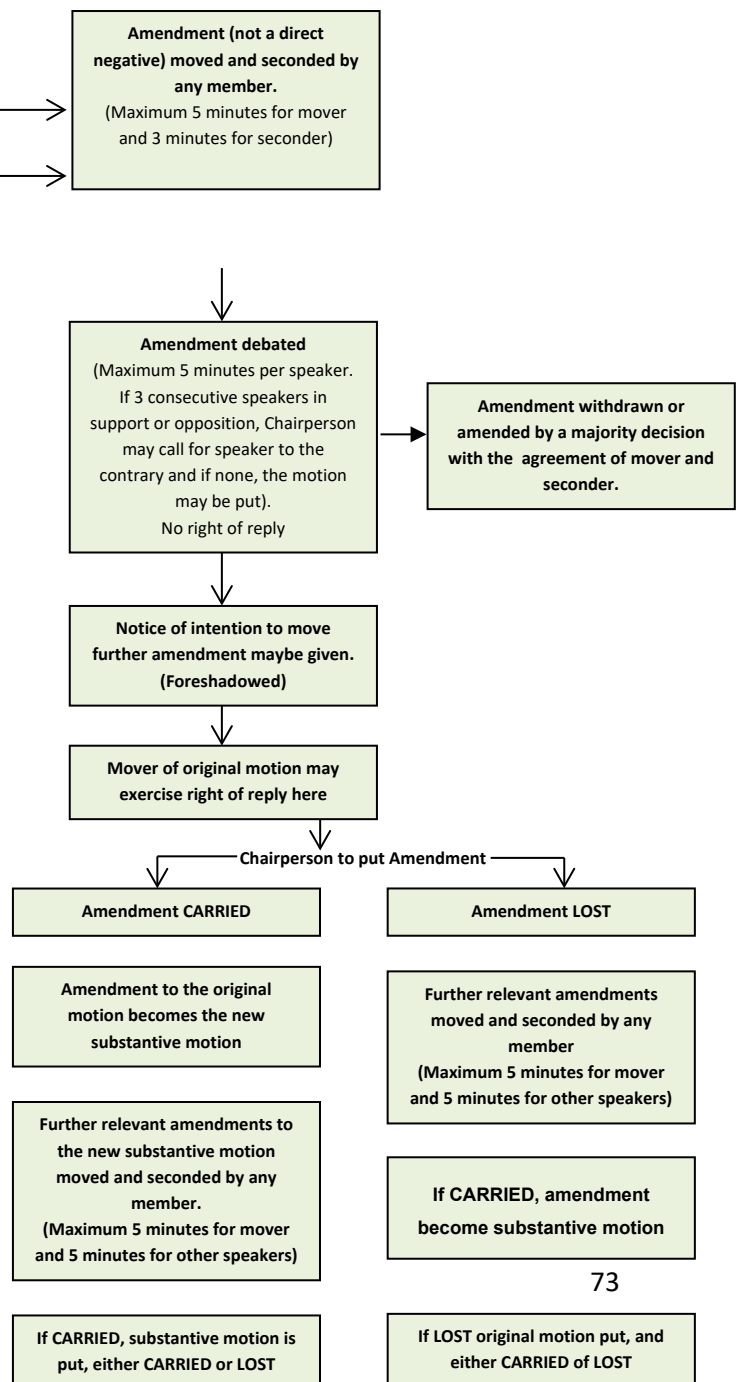 Amendment (not a direct
negative) moved and seconded by
any member.
(Maximum 5 minutes for mover
and 3 minutes for seconder)
Amendment debated
(Maximum 5 minutes per speaker.
If 3 consecutive speakers in
support or opposition, Chairperson
may call for speaker to the
contrary and if none, the motion
may be put).
No right of reply
Amendment withdrawn or
amended by a majority decision
with the agreement of mover and
seconder.
Notice of intention to move
further amendment maybe given.
(Foreshadowed)
Mover of original motion may
exercise right of reply here
Chairperson to put Amendment
Amendment CARRIED
Amendment to the original
motion becomes the new
substantive motion
Further relevant amendments to
the new substantive motion
moved and seconded by any
member.
(Maximum 5 minutes for mover
and 5 minutes for other speakers)
If CARRIED, substantive motion is
put, either CARRIED or LOST
Amendment LOST
Further relevant amendments
moved and seconded by any
member
(Maximum 5 minutes for mover
and 5 minutes for other speakers)
If CARRIED, amendment
become substantive motion
73
If LOST original motion put, and
either CARRIED of LOST